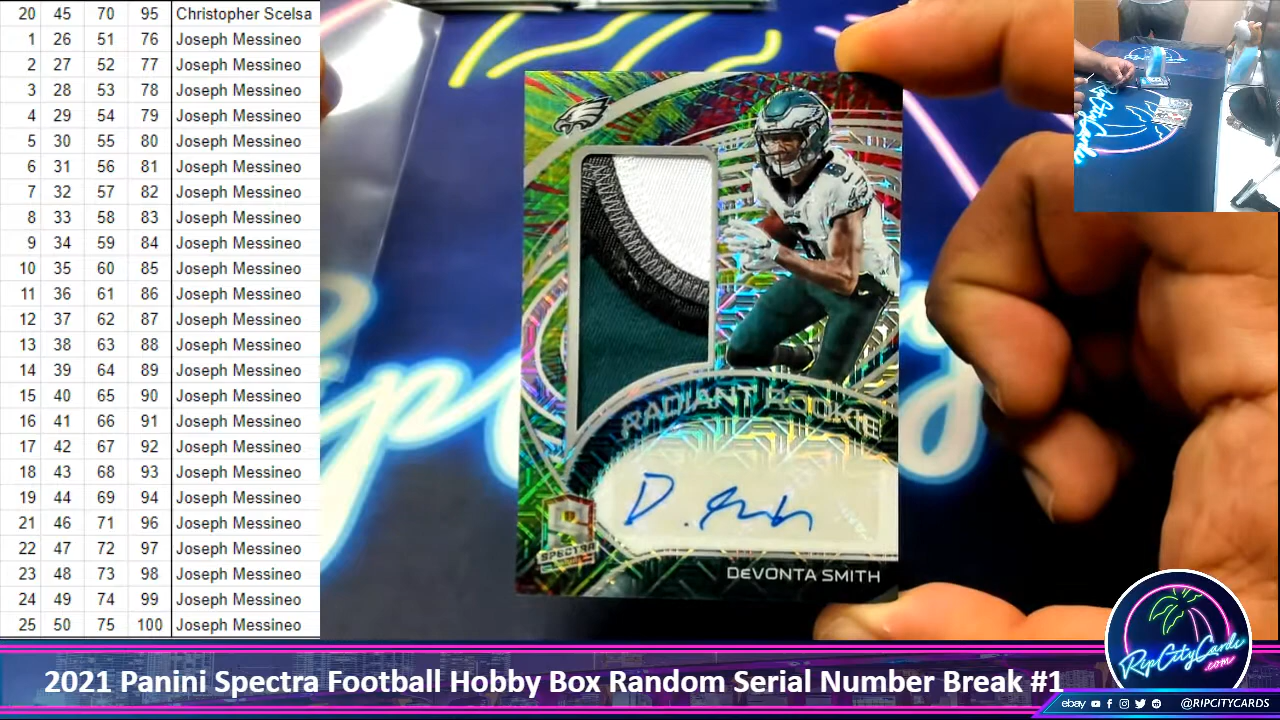 20 45 70 95 Christopher Scelsa
1 26 51 76 Joseph Messineo
2 27 52 77 Joseph Messineo
3 28 53 78 Joseph Messineo
4 29 54 79 Joseph Messineo
5 30 55 80 Joseph Messineo
6 31 56 81 Joseph Messineo
7 32 57 82 Joseph Messineo
8 33 58 83 Joseph Messineo
9 34 59 84 Joseph Messineo
10 35 60 85 Joseph Messineo
11 36 61 86 Joseph Messineo
12 37 62 87 Joseph Messineo
13 38 63 88 Joseph Messineo
14 39 64 89 Joseph Messineo
15 40 65 90 Joseph Messineo
16 41 66 91 Joseph Messineo
17 42 67 92 Joseph Messineo
18 43 68 93 Joseph Messineo
19 44 69 94 Joseph Messineo
21 46 71 96 Joseph Messineo
22 47 72 97 Joseph Messineo
23 48 73 98 Joseph Messineo
24 49 74 99 Joseph Messineo
25 50 75 100 Joseph Messineo
RADIANT ROOKIE
SPECTRA
DeVONTA SMITH
2021 Panini Spectra Football Hobby Box Random Serial Number Break #1
RipCityCards
.com
ebay @RIPCITYCARDS